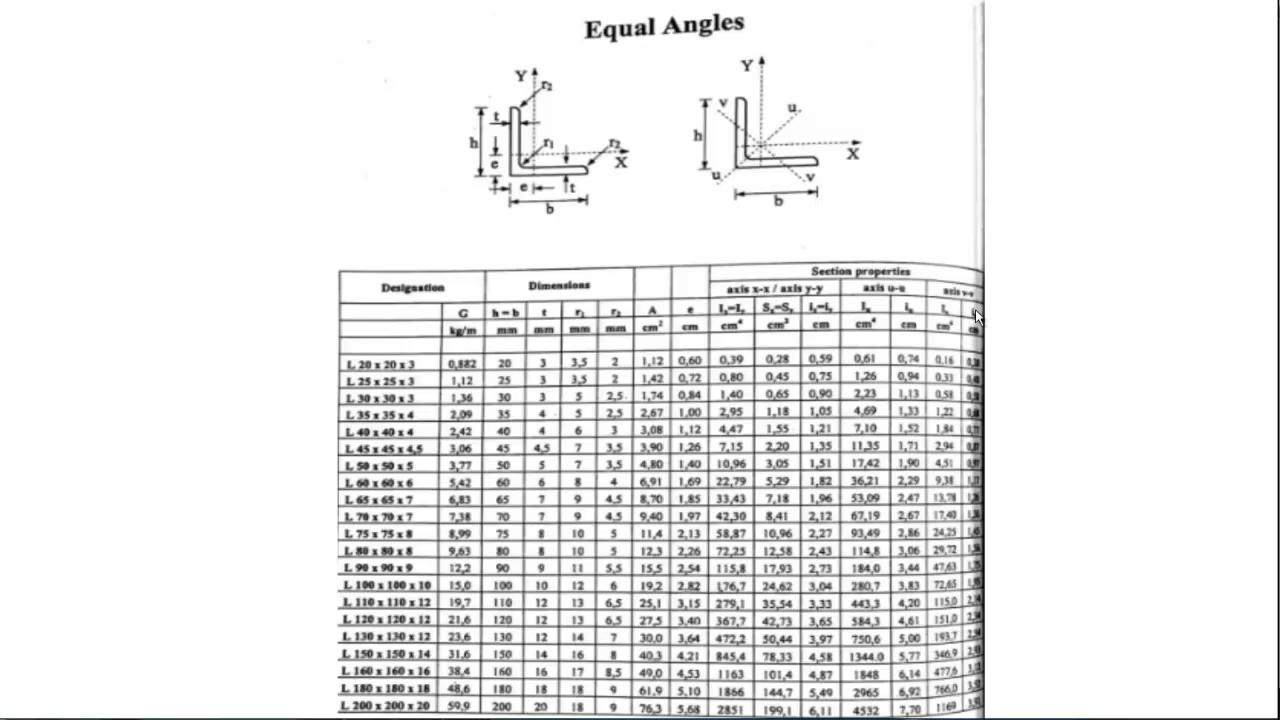 Equal Angles
Y
r₂
t
h
r₁
r₂
X
e
e
t
b
Y
v
u
h
X
u
v
b
Designation Dimensions Section properties
axis x-x / axis y-y axis u-u axis v-v
G h = b t r₁ r₂ A e Iₓ=Iᵧ Sₓ=Sᵧ iₓ=iᵧ Iᵤ iᵤ Iᵥ
kg/m mm mm mm mm cm² cm cm⁴ cm³ cm cm⁴ cm cm⁴ cm
L 20 x 20 x 3 0,882 20 3 3,5 2 1,12 0,60 0,39 0,28 0,59 0,61 0,74 0,16
L 25 x 25 x 3 1,12 25 3 3,5 2 1,42 0,72 0,80 0,45 0,75 1,26 0,94 0,33
L 30 x 30 x 3 1,36 30 3 5 2,5 1,74 0,84 1,40 0,65 0,90 2,23 1,13 0,58
L 35 x 35 x 4 2,09 35 4 5 2,5 2,67 1,00 2,95 1,18 1,05 4,69 1,33 1,22
L 40 x 40 x 4 2,42 40 4 6 3 3,08 1,12 4,47 1,55 1,21 7,10 1,52 1,84
L 45 x 45 x 4,5 3,06 45 4,5 7 3,5 3,90 1,26 7,15 2,20 1,35 11,35 1,71 2,94
L 50 x 50 x 5 3,77 50 5 7 3,5 4,80 1,40 10,96 3,05 1,51 17,42 1,90 4,51
L 60 x 60 x 6 5,42 60 6 8 4 6,91 1,69 22,79 5,29 1,82 36,21 2,29 9,38
L 65 x 65 x 7 6,83 65 7 9 4,5 8,70 1,85 33,43 7,18 1,96 53,09 2,47 13,78
L 70 x 70 x 7 7,38 70 7 9 4,5 9,40 1,97 42,30 8,41 2,12 67,19 2,67 17,40
L 75 x 75 x 8 8,99 75 8 10 5 11,4 2,13 58,87 10,96 2,27 93,49 2,86 24,25
L 80 x 80 x 8 9,63 80 8 10 5 12,3 2,26 72,25 12,58 2,43 114,8 3,06 29,72
L 90 x 90 x 9 12,2 90 9 11 5,5 15,5 2,54 115,8 17,93 2,73 184,0 3,44 47,63
L 100 x 100 x 10 15,0 100 10 12 6 19,2 2,82 176,7 24,62 3,04 280,7 3,83 72,65
L 110 x 110 x 12 19,7 110 12 13 6,5 25,1 3,15 279,1 35,54 3,33 443,3 4,20 115,0
L 120 x 120 x 12 21,6 120 12 13 6,5 27,5 3,40 367,7 42,73 3,65 584,3 4,61 151,0
L 130 x 130 x 12 23,6 130 12 14 7 30,0 3,64 472,2 50,44 3,97 750,6 5,00 193,7
L 150 x 150 x 14 31,6 150 14 16 8 40,3 4,21 845,4 78,33 4,58 1344.0 5,77 346,9
L 160 x 160 x 16 38,4 160 16 17 8,5 49,0 4,53 1163 101,4 4,87 1848 6,14 477,6
L 180 x 180 x 18 48,6 180 18 18 9 61,9 5,10 1866 144,7 5,49 2965 6,92 766,0
L 200 x 200 x 20 59,9 200 20 18 9 76,3 5,68 2851 199,1 6,11 4532 7,70 1169